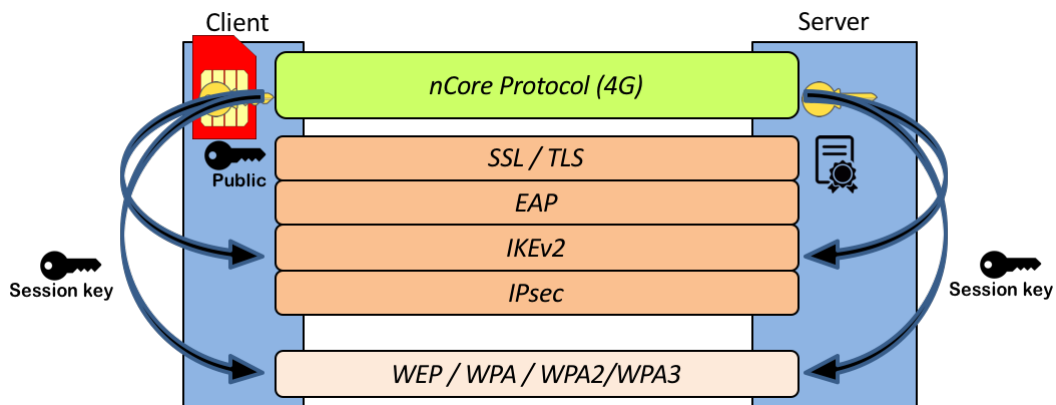 Client
Server
nCore Protocol (4G)
SSL / TLS
Public
EAP
IKEv2
Session key
Session key
IPsec
WEP / WPA / WPA2/WPA3